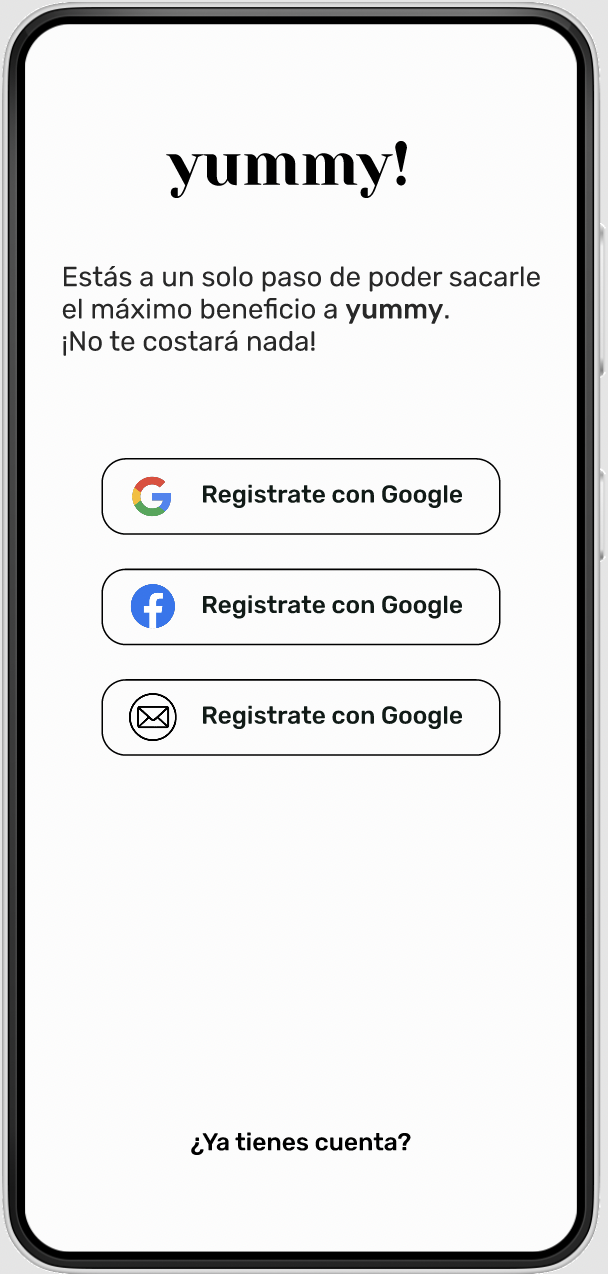 yummy!
Estás a un solo paso de poder sacarle
el máximo beneficio a yummy.
¡No te costará nada!
Registrate con Google
Registrate con Google
Registrate con Google
¿Ya tienes cuenta?